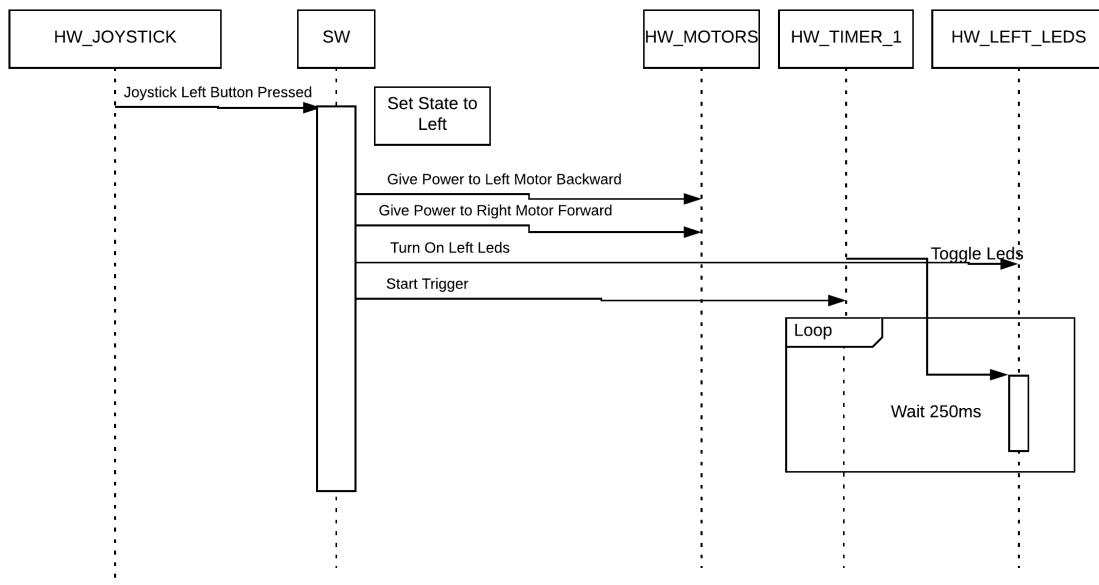 HW_JOYSTICK
SW
HW_MOTORS
HW_TIMER_1
HW_LEFT_LEDS
Joystick Left Button Pressed
Set State to
Left
Give Power to Left Motor Backward
Give Power to Right Motor Forward
Turn On Left Leds
Toggle Leds
Start Trigger
Loop
Wait 250ms